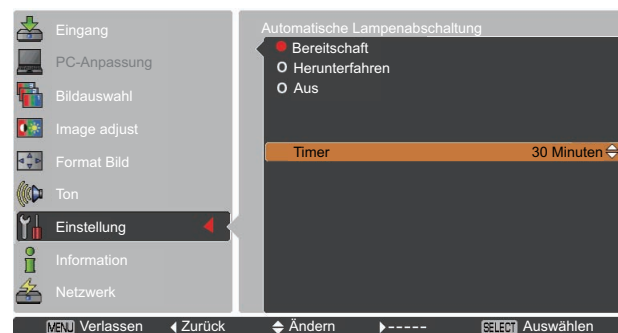 Eingang
PC-Anpassung
Bildauswahl
Image adjust
Format Bild
Ton
Einstellung
Information
Netzwerk
Automatische Lampenabschaltung
Bereitschaft
Herunterfahren
Aus
Timer 30 Minuten
MENU Verlassen Zurück Ändern ----- SELECT Auswählen